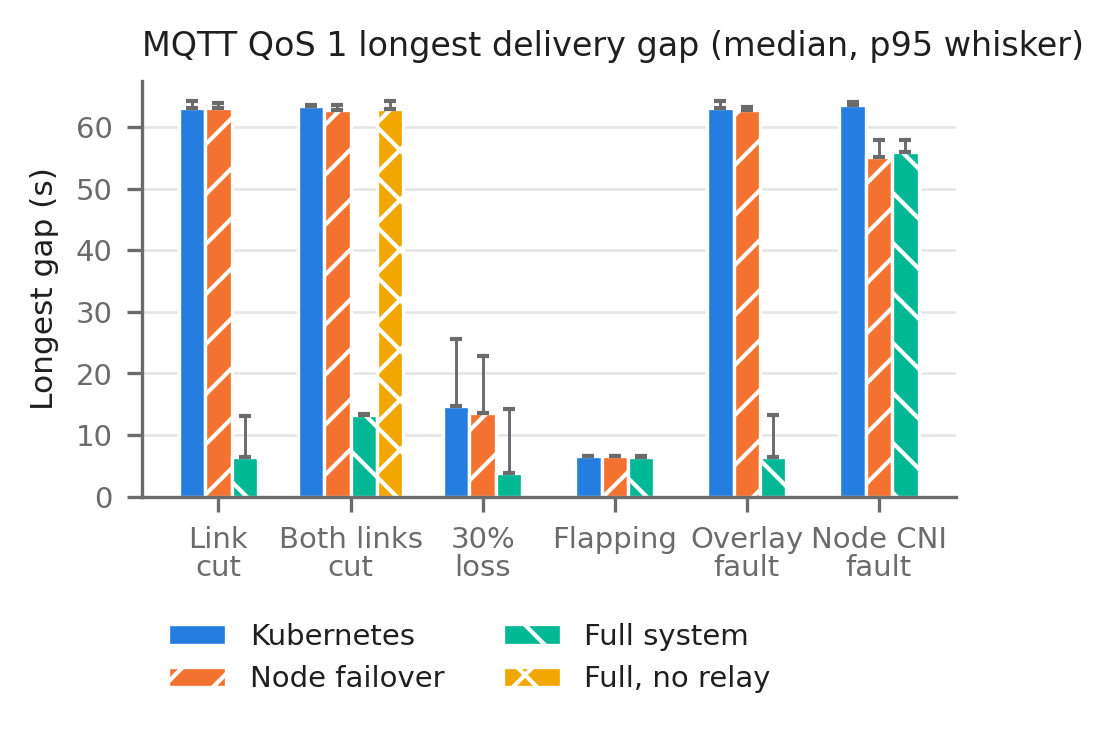 MQTT QoS 1 longest delivery gap (median, p95 whisker)
Longest gap (s)
60
50
40
30
20
10
0
Link cut
Both links cut
30% loss
Flapping
Overlay fault
Node CNI fault
Kubernetes
Node failover
Full system
Full, no relay